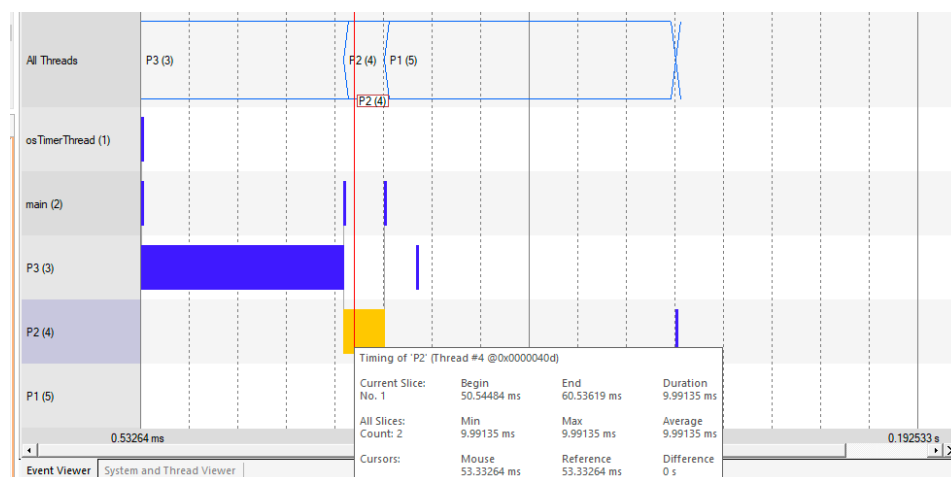 All Threads
P3 (3)
P2 (4)
P1 (5)
P2 (4)
osTimerThread (1)
main (2)
P3 (3)
P2 (4)
Timing of 'P2' (Thread #4 @0x0000040d)
Current Slice: Begin End Duration
No. 1 50.54484 ms 60.53619 ms 9.99135 ms
All Slices: Min Max Average
Count: 2 9.99135 ms 9.99135 ms 9.99135 ms
Cursors: Mouse Reference Difference
53.33264 ms 53.33264 ms 0 s
P1 (5)
0.53264 ms
0.192533 s
Event Viewer System and Thread Viewer